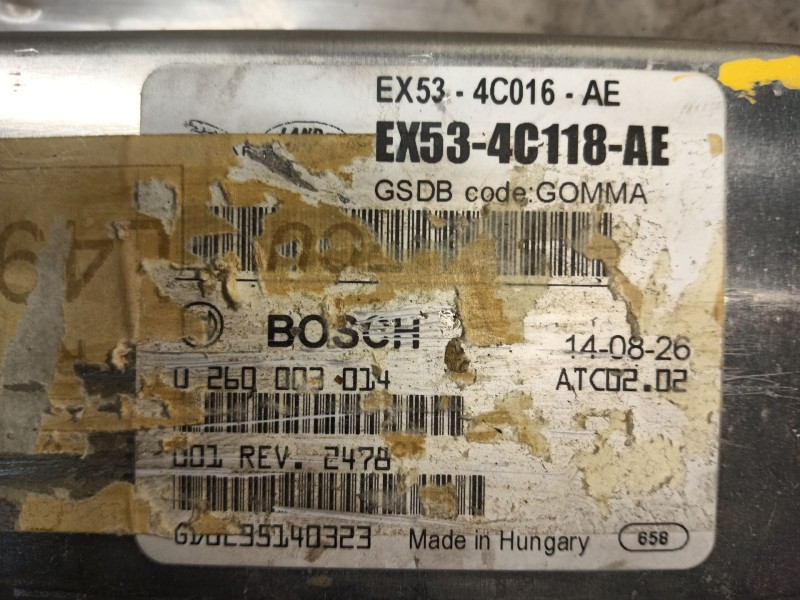 EX53 - 4C016 - AE
LAND
EX53-4C118-AE
GSDB code:GOMMA
BOSCH
14-08-26
0 260 003 014
ATC02.02
001 REV. 2478
Made in Hungary
658